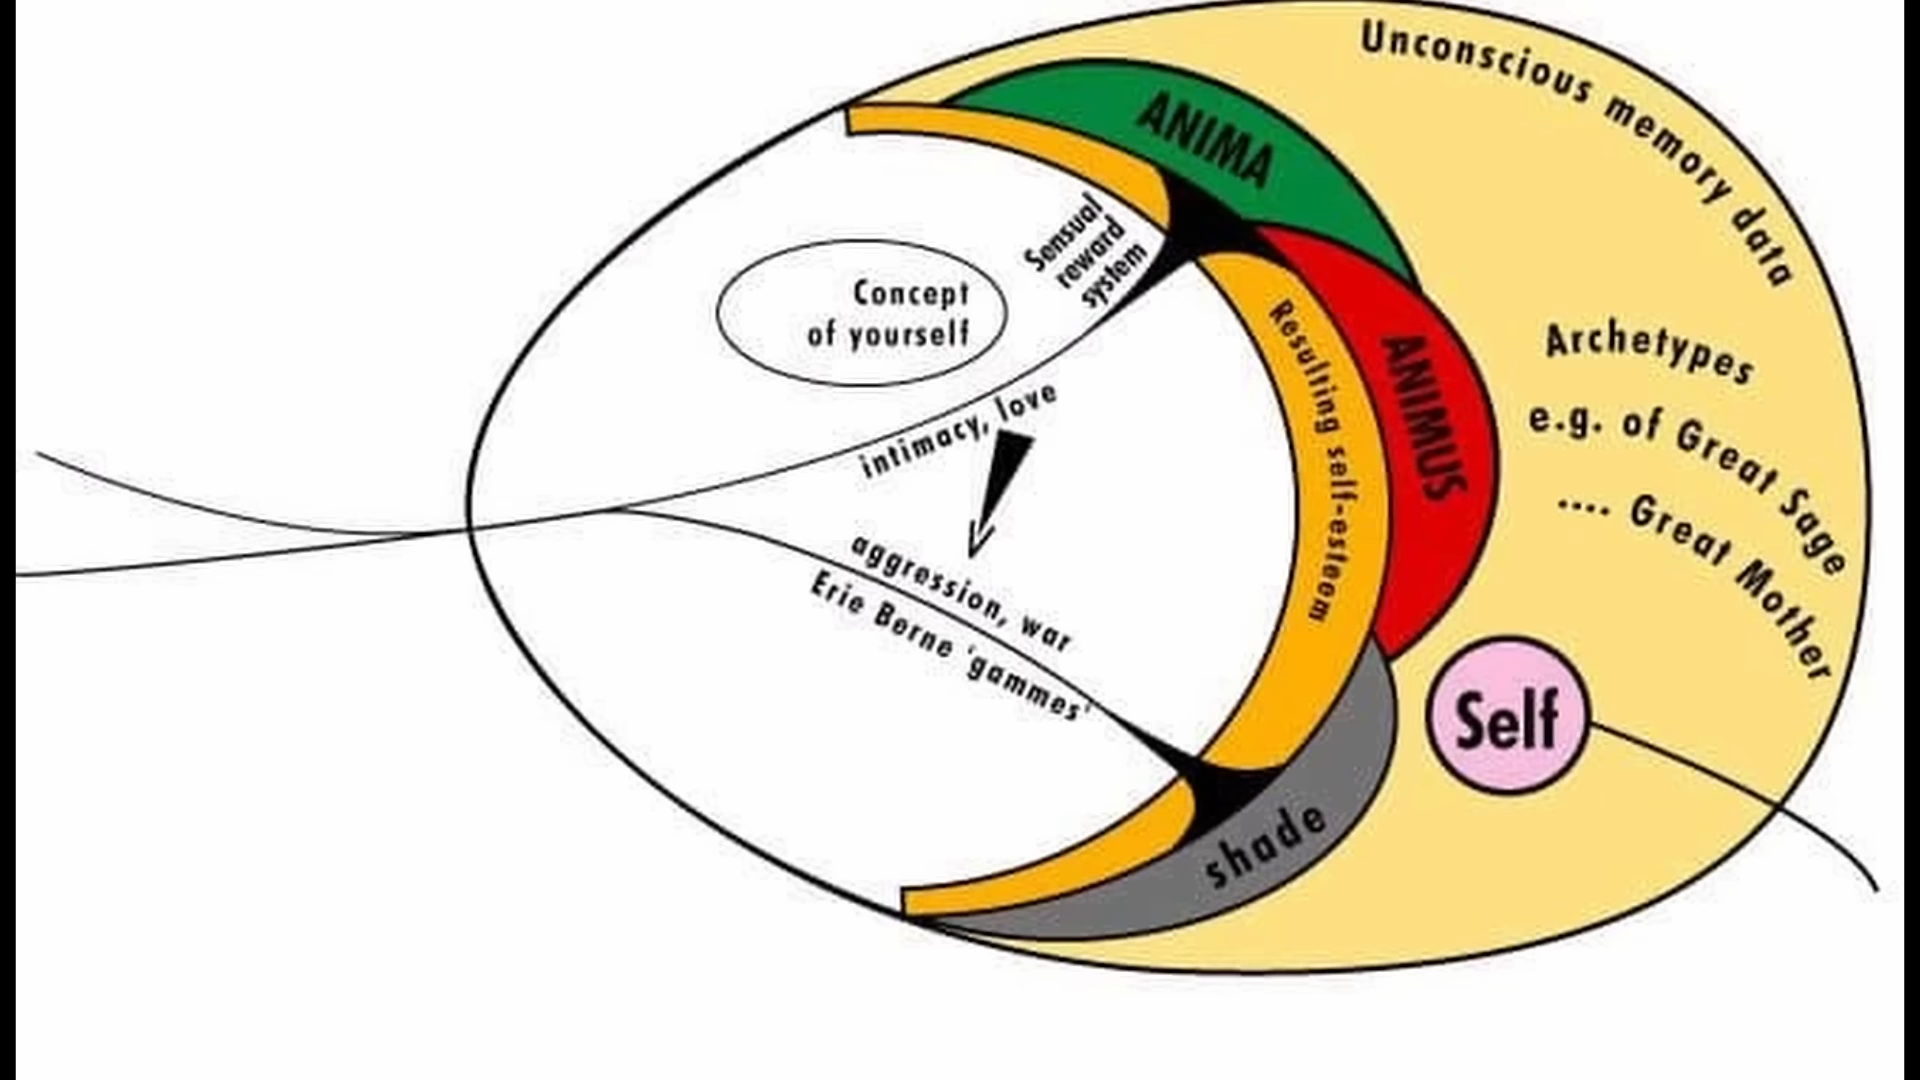 Unconscious memory data
ANIMA
Sensual
reward
system
Concept
of yourself
Archetypes
e.g. of Great Sage
.... Great Mother
ANIMUS
Resulting self-esteem
intimacy, love
aggression, war
Erie Berne 'gammes'
Self
shade